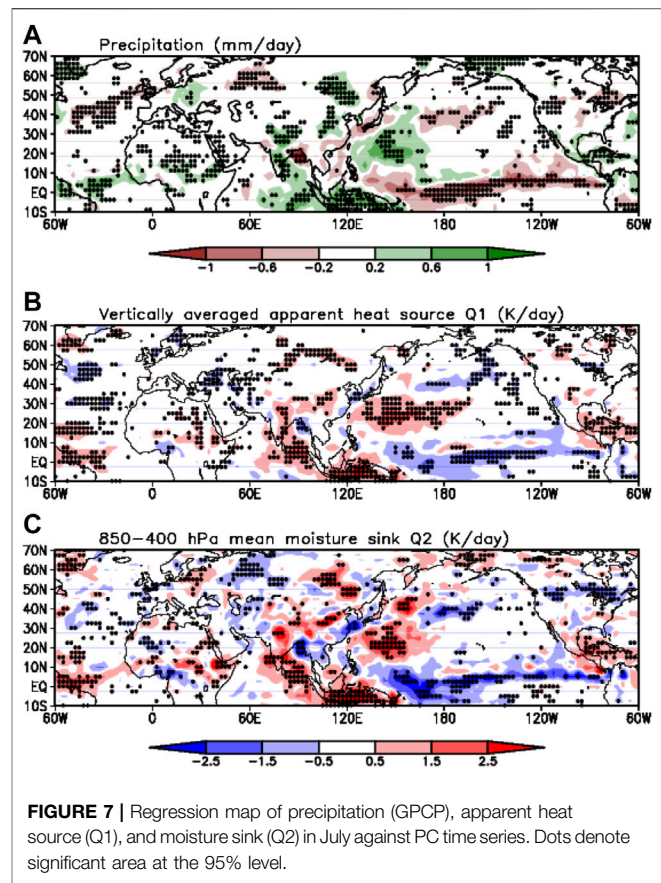 A
Precipitation (mm/day)
70N
60N
50N
40N
30N
20N
10N
EQ
10S
60W 0 60E 120E 180 120W 60W
-1 -0.6 -0.2 0.2 0.6 1
B
Vertically averaged apparent heat source Q1 (K/day)
70N
60N
50N
40N
30N
20N
10N
EQ
10S
60W 0 60E 120E 180 120W 60W
C
850-400 hPa mean moisture sink Q2 (K/day)
70N
60N
50N
40N
30N
20N
10N
EQ
10S
60W 0 60E 120E 180 120W 60W
-2.5 -1.5 -0.5 0.5 1.5 2.5
FIGURE 7 | Regression map of precipitation (GPCP), apparent heat
source (Q1), and moisture sink (Q2) in July against PC time series. Dots denote
significant area at the 95% level.